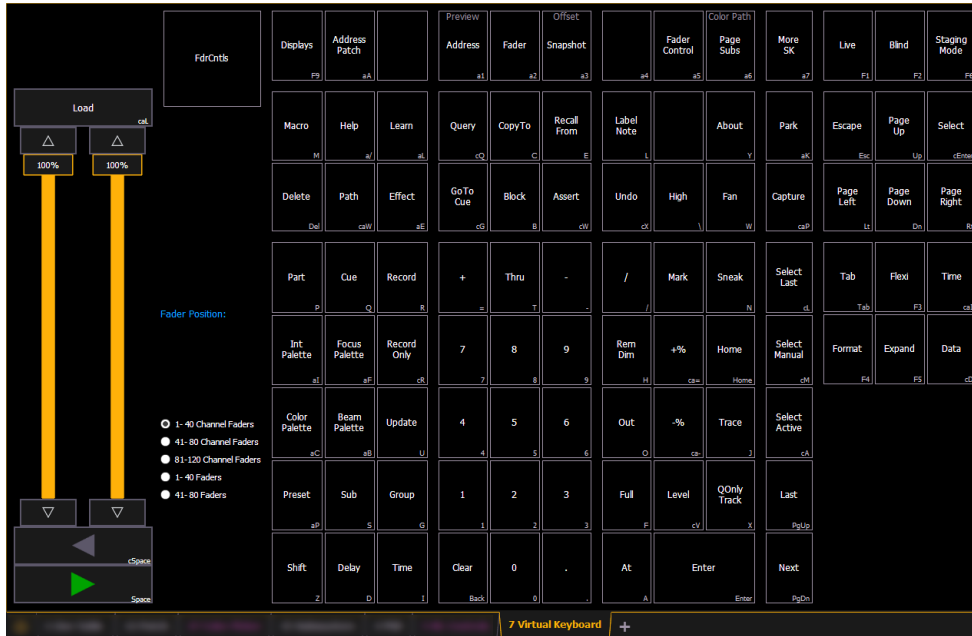 Preview Offset Color Path
FdrCntls
Displays Address Patch Address Fader Snapshot Fader Control Page Subs More SK Live Blind Staging Mode
F9 aA a1 a2 a3 a4 a5 a6 a7 F1 F2 F6
Load
caL
Macro Help Learn Query CopyTo Recall From Label Note About Park Escape Page Up Select
M a/ aL cQ C E L Y aK Esc Up cEnter
100% 100%
Delete Path Effect GoTo Cue Block Assert Undo High Fan Capture Page Left Page Down Page Right
Del caW aE cG B cW cX \ W caP Lt Dn
Part Cue Record + Thru - / Mark Sneak Select Last Tab Flexi Time
P Q R = T - / N cL Tab F3
Fader Position:
Int Palette Focus Palette Record Only 7 8 9 Rem Dim +% Home Select Manual Format Expand Data
aI aF cR 7 8 9 H ca= Home cM F4 F5 cD
Color Palette Beam Palette Update 4 5 6 Out -% Trace Select Active
aC aB U 4 5 6 O ca- J cA
1- 40 Channel Faders
41- 80 Channel Faders
81-120 Channel Faders
1- 40 Faders
41- 80 Faders
Preset Sub Group 1 2 3 Full Level QOnly Track Last
aP S G 1 2 3 F cV X PgUp
cSpace
Shift Delay Time Clear 0 . At Enter Next
Z D I Back 0 . A Enter PgDn
Space
7 Virtual Keyboard +